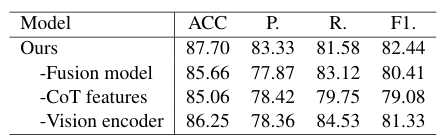 Model ACC P. R. F1.
Ours 87.70 83.33 81.58 82.44
-Fusion model 85.66 77.87 83.12 80.41
-CoT features 85.06 78.42 79.75 79.08
-Vision encoder 86.25 78.36 84.53 81.33